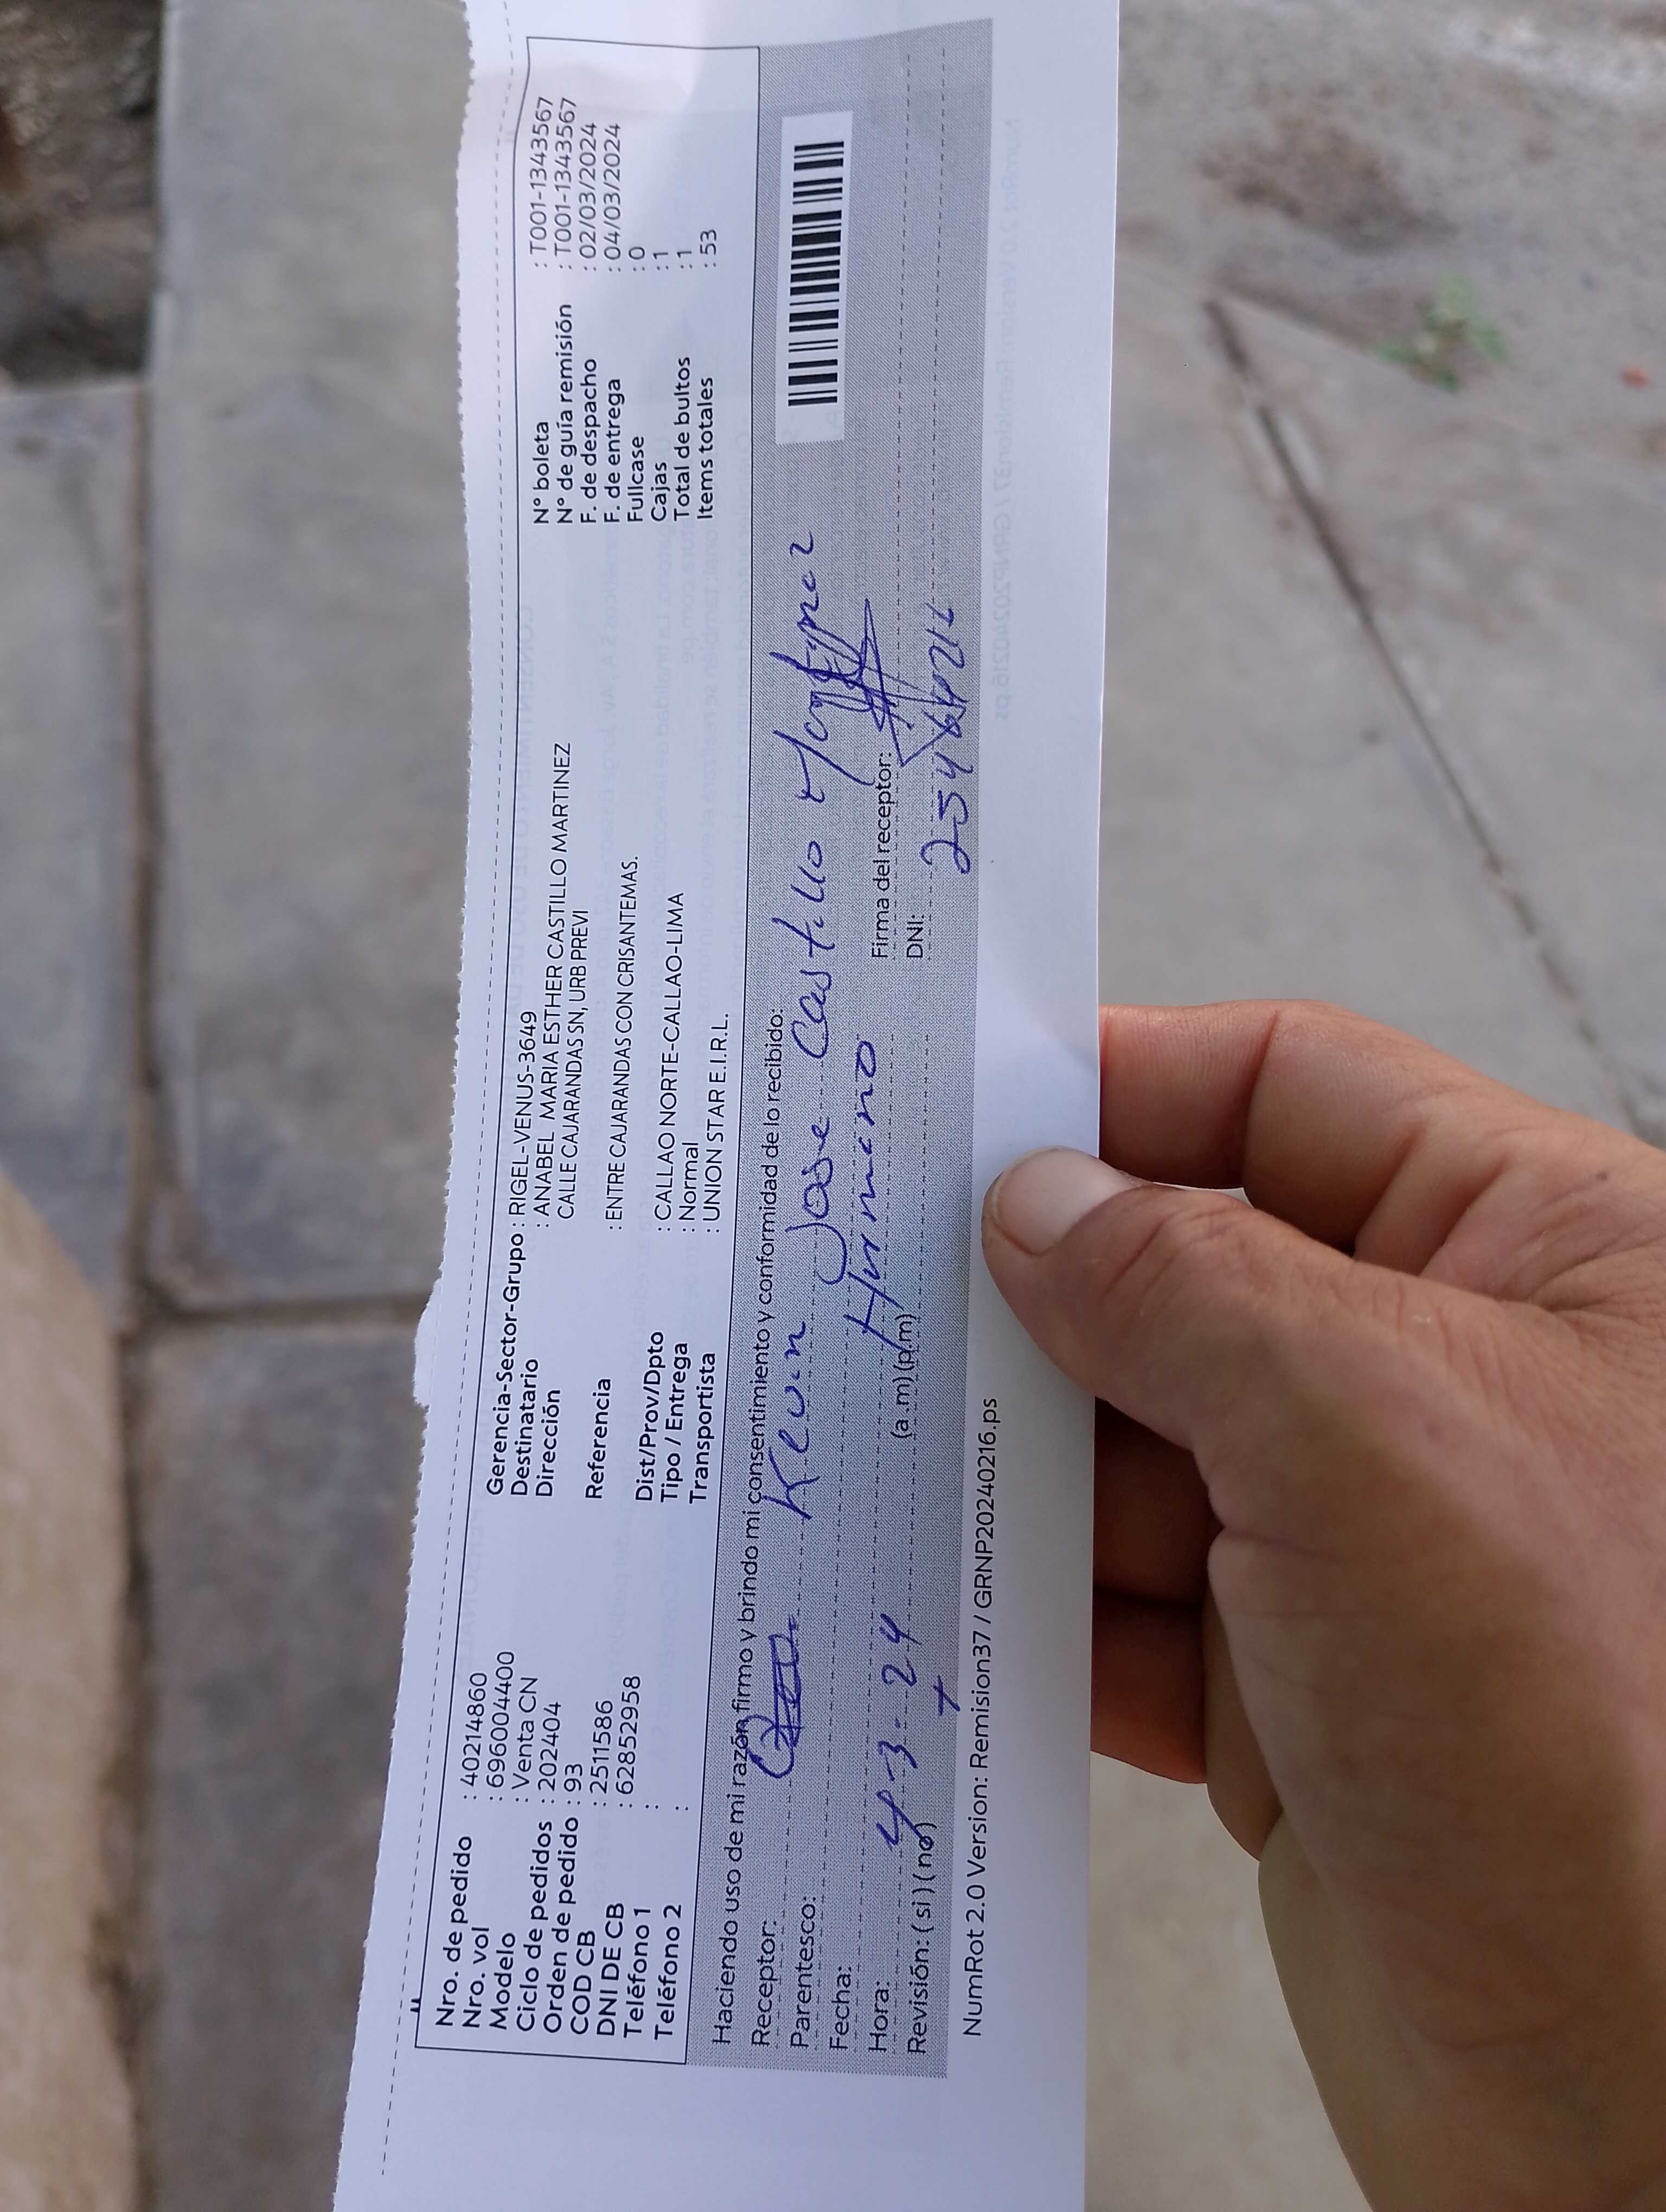 Nro. de pedido : 40214860
Nro. vol : 696004400
Modelo : Venta CN
Ciclo de pedidos : 202404
Orden de pedido : 93
COD CB : 2511586
DNI DE CB : 62852958
Teléfono 1 :
Teléfono 2 :
Gerencia-Sector-Grupo : RIGEL-VENUS-3649
Destinatario : ANABEL MARIA ESTHER CASTILLO MARTINEZ
Dirección CALLE CAJARANDAS SN, URB PREVI
Referencia : ENTRE CAJARANDAS CON CRISANTEMAS.
Dist/Prov/Dpto : CALLAO NORTE-CALLAO-LIMA
Tipo / Entrega : Normal
Transportista : UNION STAR E.I.R.L.
N° boleta : T001-1343567
N° de guía remisión : T001-1343567
F. de despacho : 02/03/2024
F. de entrega : 04/03/2024
Fullcase : 0
Cajas : 1
Total de bultos : 1
Items totales : 53
Haciendo uso de mi razón firmo y brindo mi consentimiento y conformidad de lo recibido:
Receptor: Kevin Jose Castillo
Parentesco: Hermano
Fecha: 4-3-24
Hora: (a.m) (p.m)
Revisión: ( si ) ( no )
Firma del receptor:
DNI:
NumRot 2.0 Version: Remision37 / GRNP20240216.ps